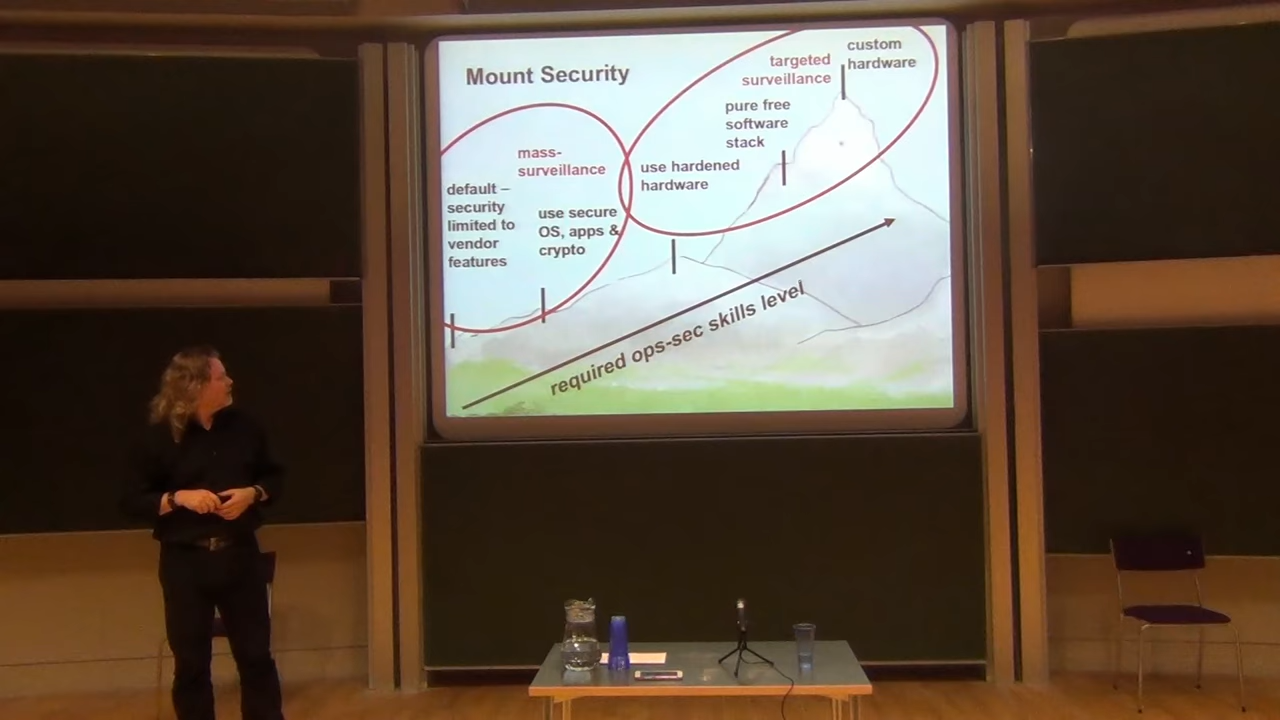 Mount Security
mass-
surveillance
default –
security
limited to
vendor
features
use secure
OS, apps &
crypto
use hardened
hardware
pure free
software
stack
targeted
surveillance
custom
hardware
required ops-sec skills level